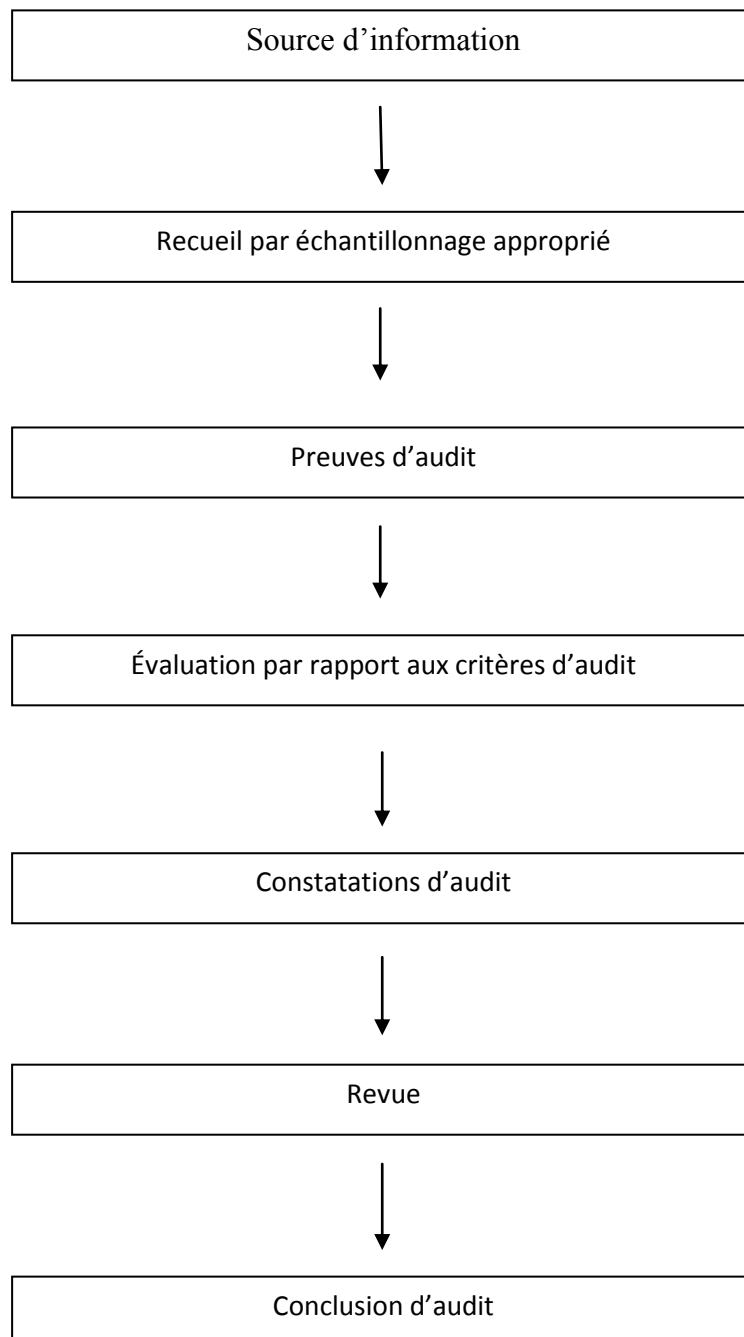 Source d’information
Recueil par échantillonnage approprié
Preuves d’audit
Évaluation par rapport aux critères d’audit
Constatations d’audit
Revue
Conclusion d’audit